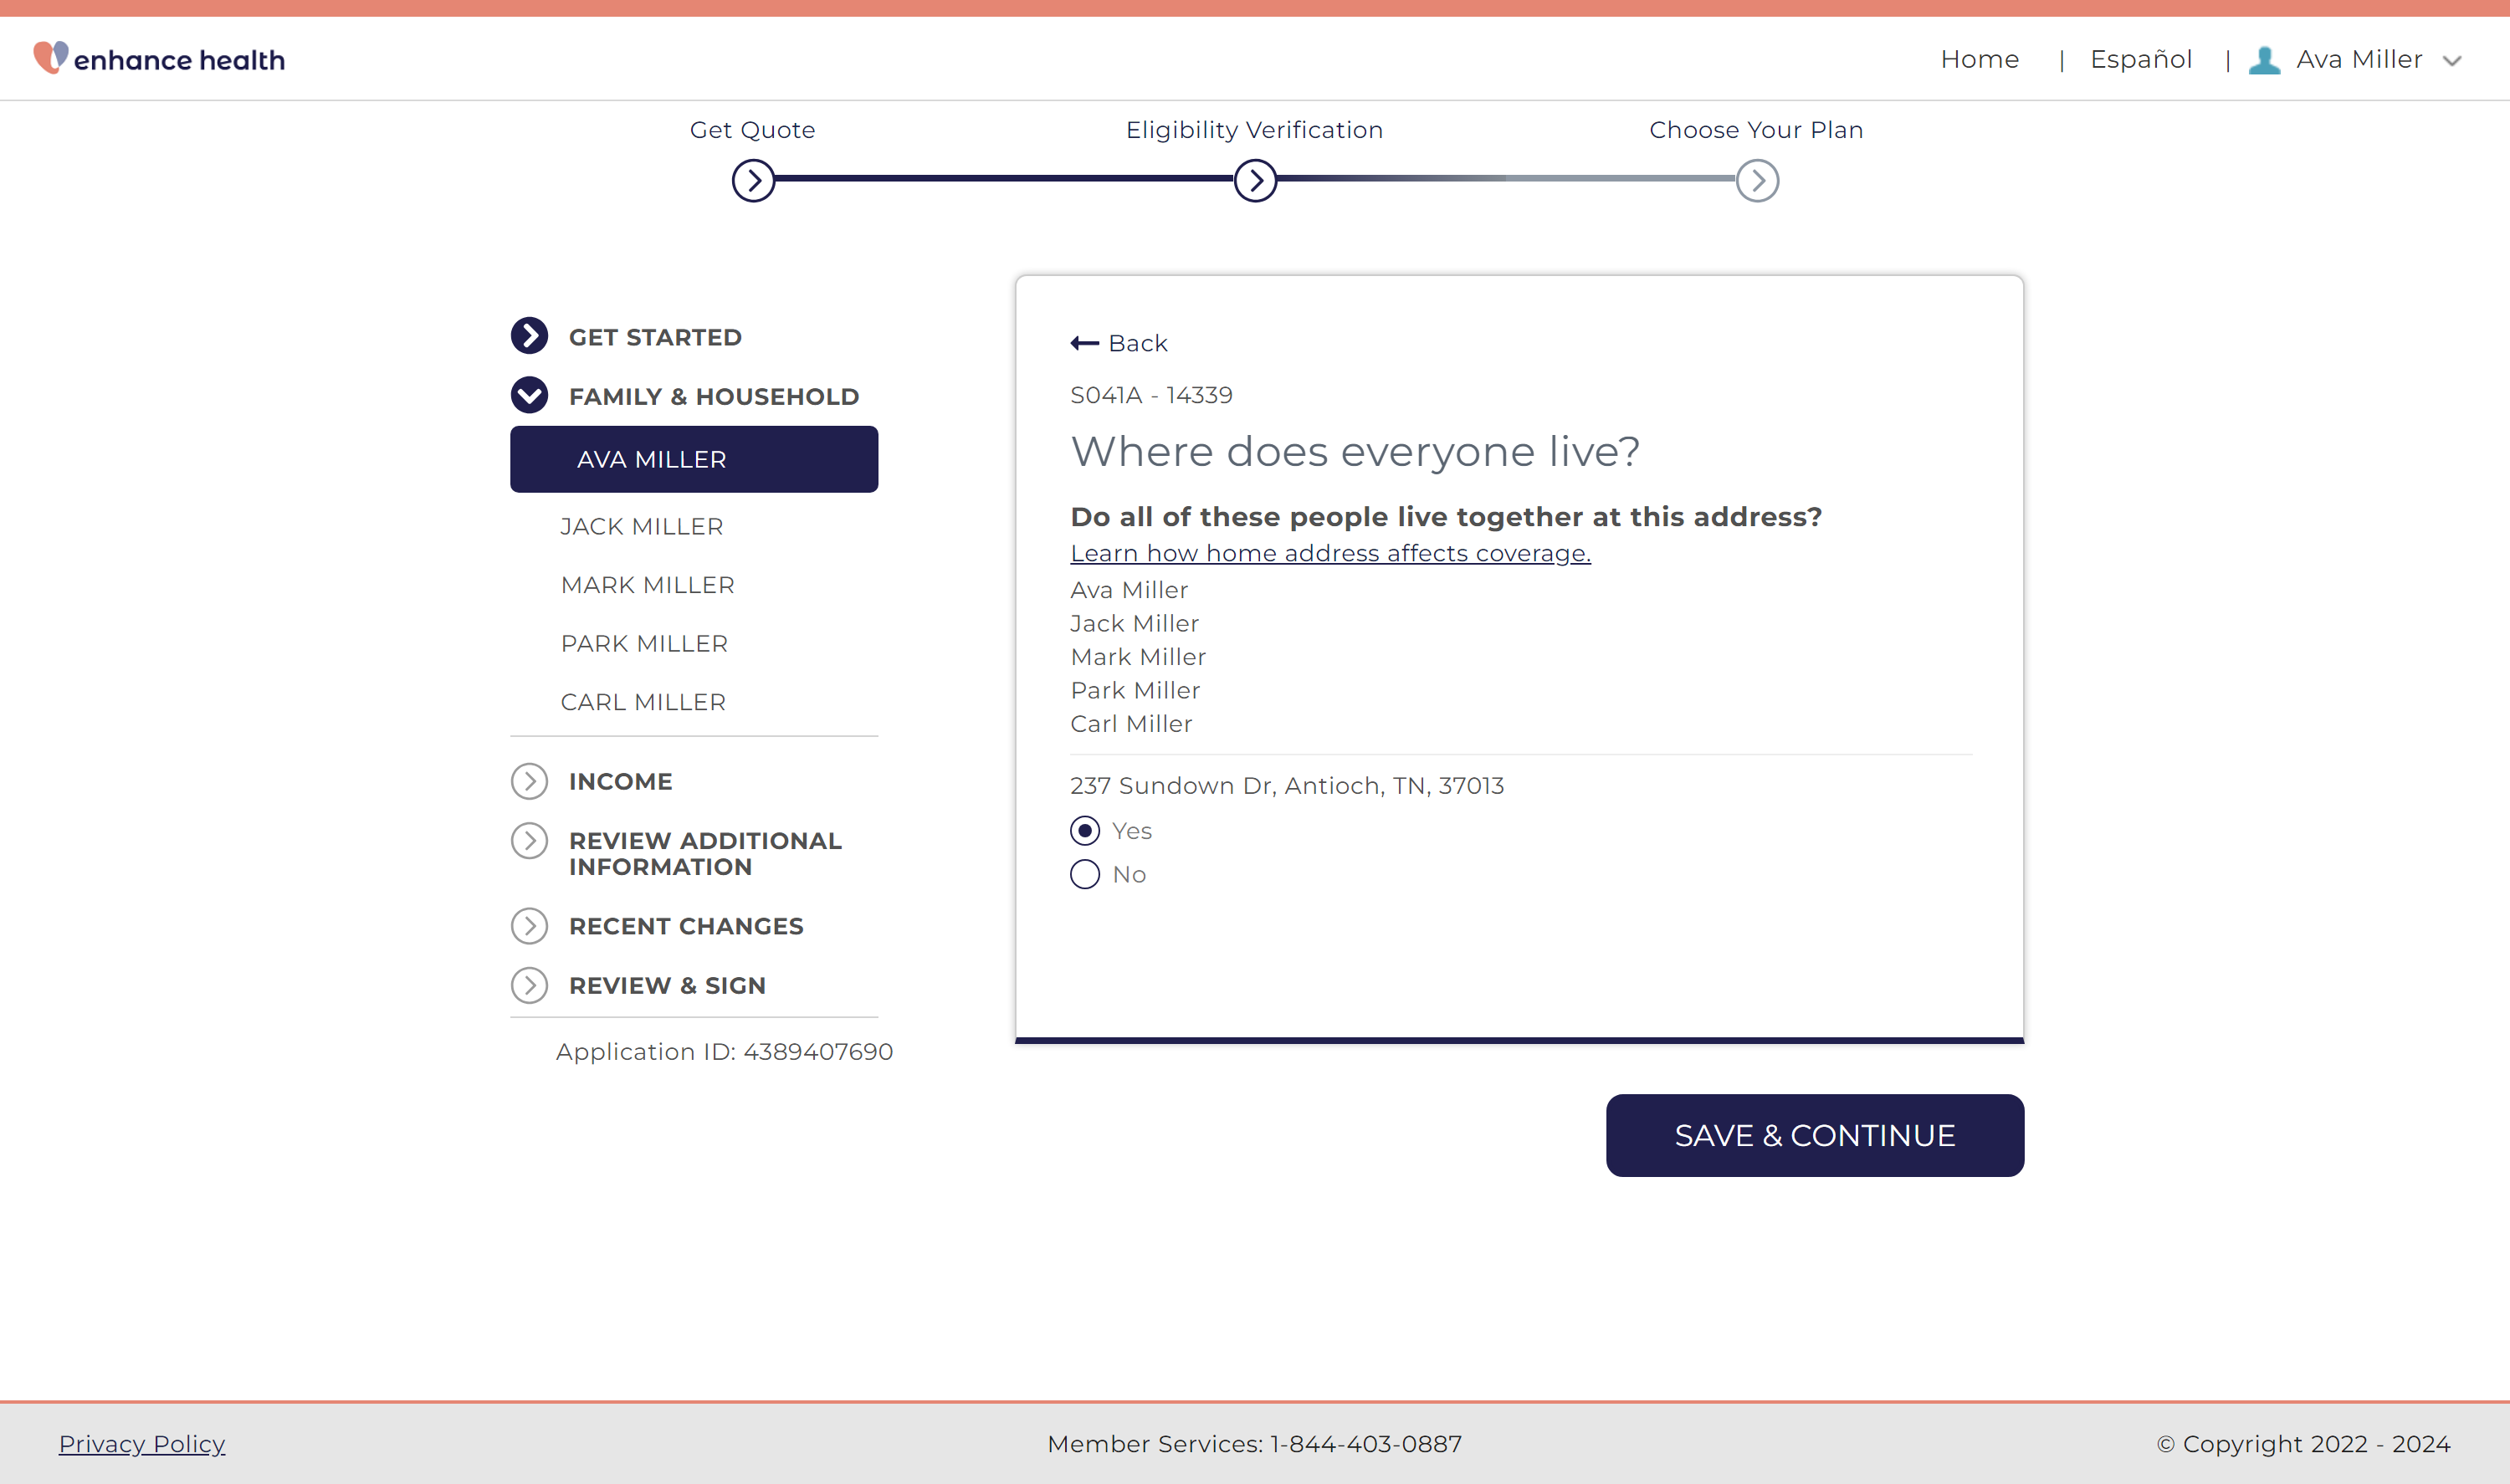 enhance health
Home | Español | Ava Miller
Get Quote
Eligibility Verification
Choose Your Plan
GET STARTED
FAMILY & HOUSEHOLD
AVA MILLER
JACK MILLER
MARK MILLER
PARK MILLER
CARL MILLER
INCOME
REVIEW ADDITIONAL
INFORMATION
RECENT CHANGES
REVIEW & SIGN
Application ID: 4389407690
Back
S041A - 14339
Where does everyone live?
Do all of these people live together at this address?
Learn how home address affects coverage.
Ava Miller
Jack Miller
Mark Miller
Park Miller
Carl Miller
237 Sundown Dr, Antioch, TN, 37013
Yes
No
SAVE & CONTINUE
Privacy Policy
Member Services: 1-844-403-0887
© Copyright 2022 - 2024